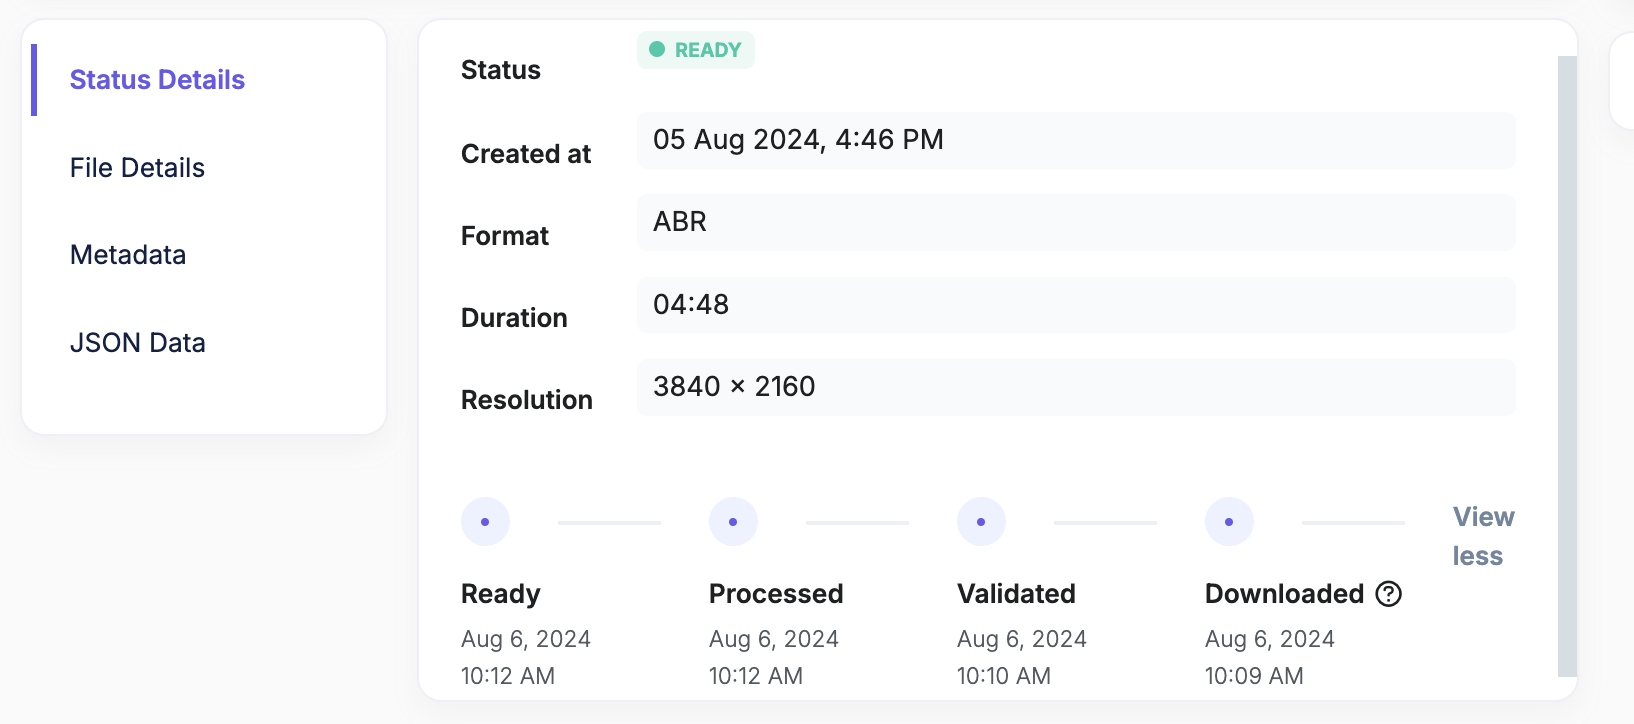 Status Details
File Details
Metadata
JSON Data
Status
READY
Created at
05 Aug 2024, 4:46 PM
Format
ABR
Duration
04:48
Resolution
3840 × 2160
View
less
Ready
Aug 6, 2024
10:12 AM
Processed
Aug 6, 2024
10:12 AM
Validated
Aug 6, 2024
10:10 AM
Downloaded ?
Aug 6, 2024
10:09 AM